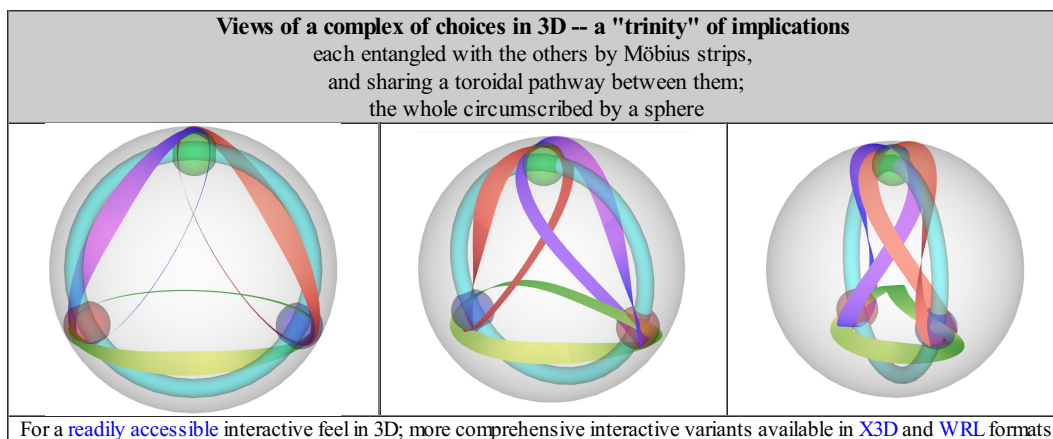 Views of a complex of choices in 3D -- a "trinity" of implications
each entangled with the others by Möbius strips,
and sharing a toroidal pathway between them;
the whole circumscribed by a sphere
For a readily accessible interactive feel in 3D; more comprehensive interactive variants available in X3D and WRL formats